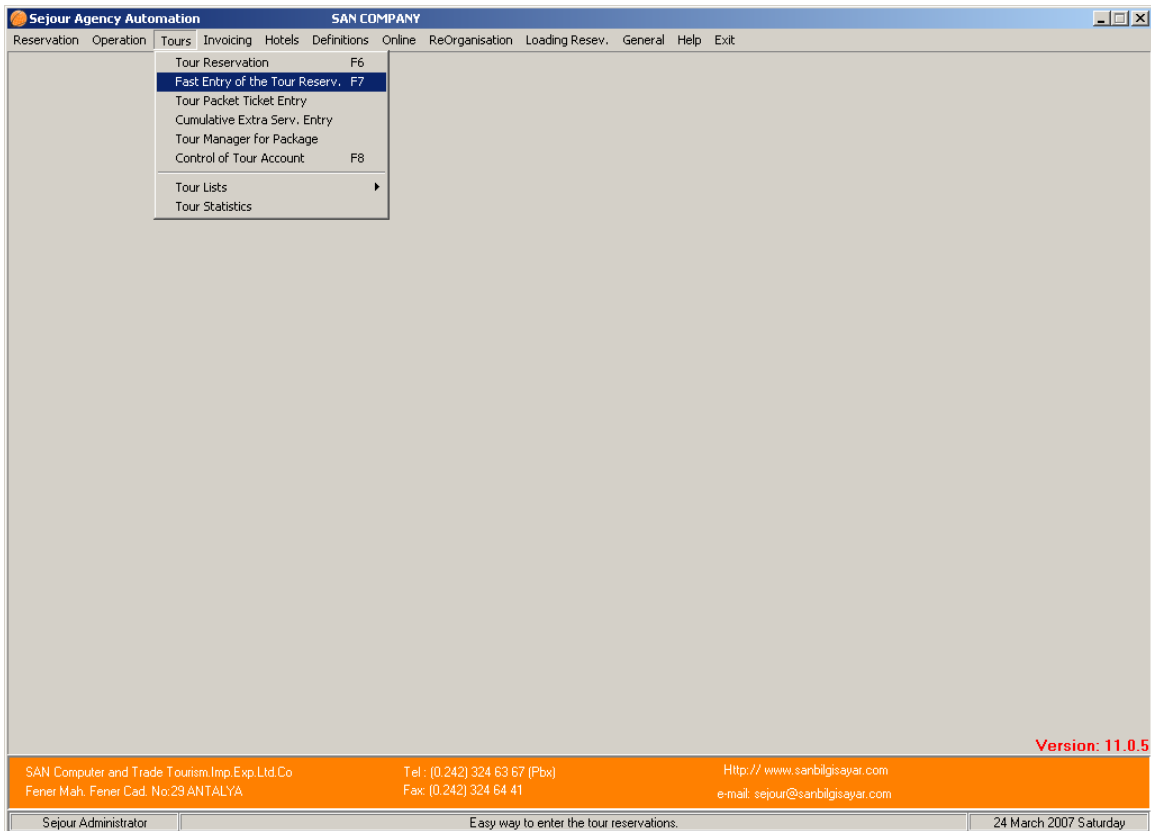 Sejour Agency Automation SAN COMPANY
Reservation Operation Tours Invoicing Hotels Definitions Online ReOrganisation Loading Resev. General Help Exit
Tour Reservation F6
Fast Entry of the Tour Reserv. F7
Tour Packet Ticket Entry
Cumulative Extra Serv. Entry
Tour Manager for Package
Control of Tour Account F8
Tour Lists
Tour Statistics
Version: 11.0.5
SAN Computer and Trade Tourism.Imp.Exp.Ltd.Co Tel : (0.242) 324 63 67 (Pbx) Http:// www.sanbilgisayar.com
Fener Mah. Fener Cad. No:29 ANTALYA Fax: (0.242) 324 64 41 e-mail: sejour@sanbilgisayar.com
Sejour Administrator Easy way to enter the tour reservations. 24 March 2007 Saturday